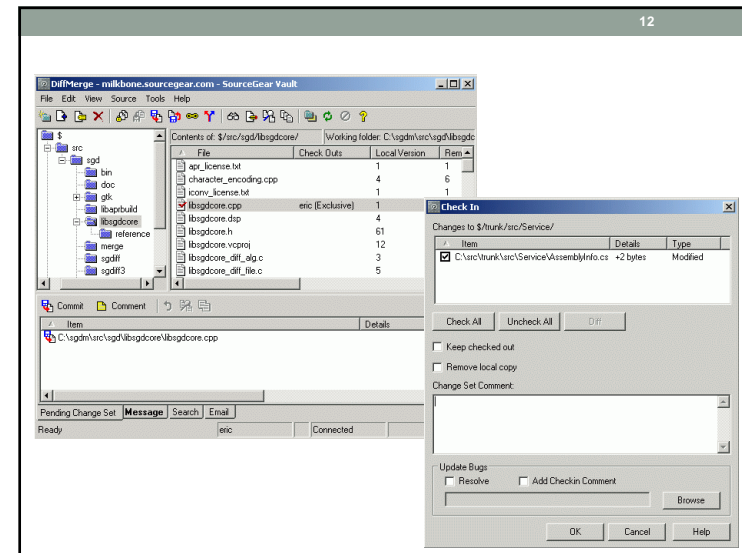 12
DiffMerge - milkbone.sourcegear.com - SourceGear Vault
File Edit View Source Tools Help
$
src
sgd
bin
doc
gtk
libaprbuild
libsgdcore
reference
merge
sgdiff
sgdiff3
Contents of: $/src/sgd/libsgdcore/ Working folder: C:\sgdm\src\sgd\libsgdc
File Check Outs Local Version Rem
apr_license.txt 1 1
character_encoding.cpp 4 6
iconv_license.txt 1 1
libsgdcore.cpp eric (Exclusive) 1
libsgdcore.dsp 4
libsgdcore.h 61
libsgdcore.vcproj 12
libsgdcore_diff_alg.c 3
libsgdcore_diff_file.c 5
Commit Comment
Item Details
C:\sgdm\src\sgd\libsgdcore\libsgdcore.cpp
Pending Change Set Message Search Email
Ready eric Connected
Check In
Changes to $/trunk/src/Service/
Item Details Type
C:\src\trunk\src\Service\AssemblyInfo.cs +2 bytes Modified
Check All Uncheck All Diff
Keep checked out
Remove local copy
Change Set Comment:
Update Bugs
Resolve Add Checkin Comment
Browse
OK Cancel Help